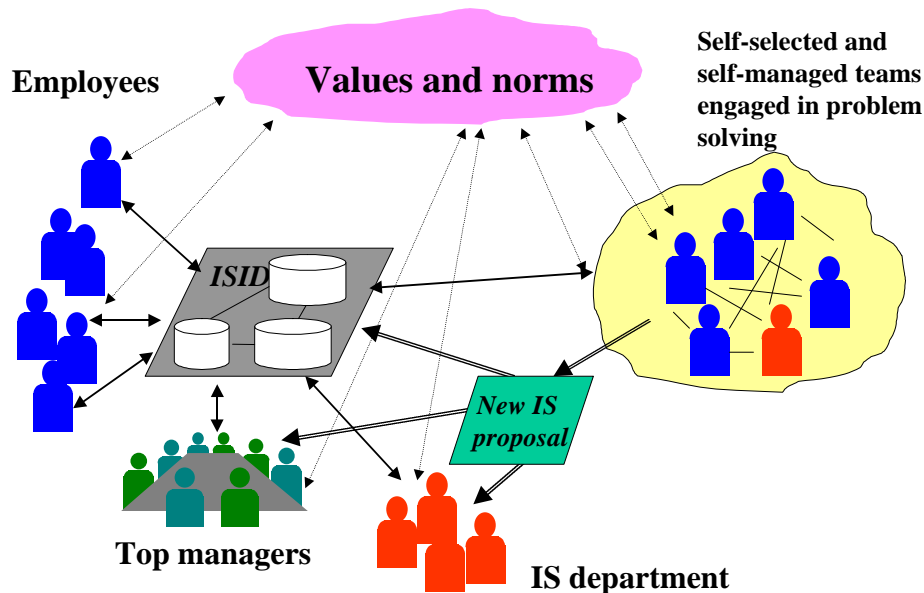 Employees
Values and norms
Self-selected and
self-managed teams
engaged in problem
solving
ISID
New IS
proposal
Top managers
IS department